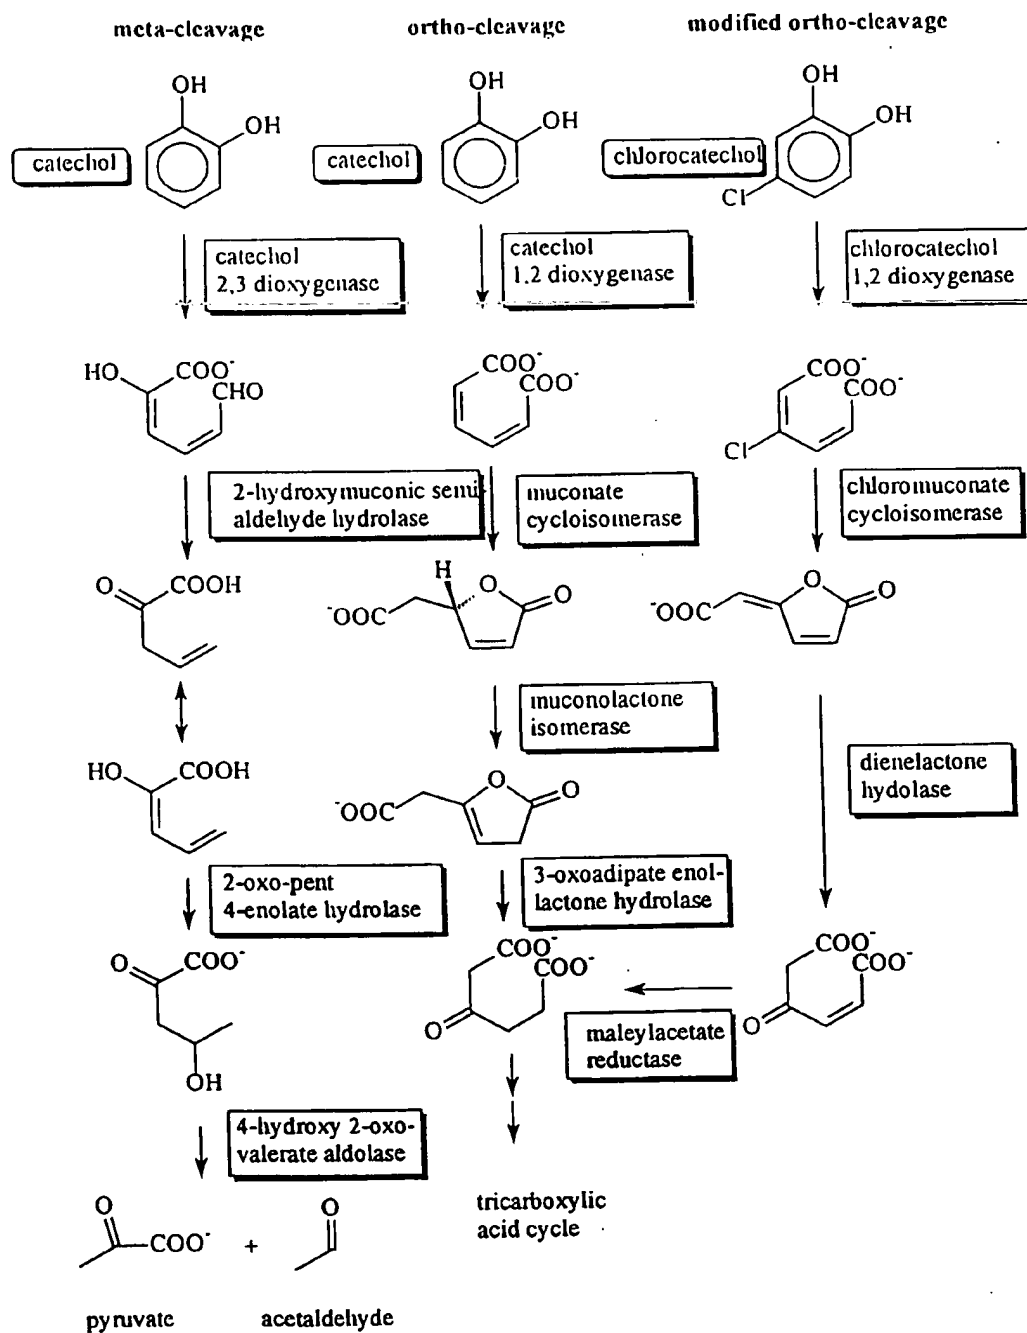 meta-cleavage
ortho-cleavage
modified ortho-cleavage
OH
OH
catechol
OH
OH
catechol
OH
OH
chlorocatechol
Cl
catechol
2,3 dioxygenase
catechol
1.2 dioxygenase
chlorocatechol
1,2 dioxygenase
HO
COO-
CHO
COO-
COO-
COO-
COO-
Cl
2-hydroxymuconic semi-
aldehyde hydrolase
muconate
cycloisomerase
chloromuconate
cycloisomerase
O
COOH
H
O
O
-OOC
O
O
-OOC
muconolactone
isomerase
HO
COOH
O
O
-OOC
dienelactone
hydolase
2-oxo-pent
4-enolate hydrolase
3-oxoadipate enol-
lactone hydrolase
O
COO-
OH
COO-
COO-
O
COO-
COO-
O
maleylacetate
reductase
4-hydroxy 2-oxo-
valerate aldolase
tricarboxylic
acid cycle
O
COO-
+
O
pyruvate
acetaldehyde